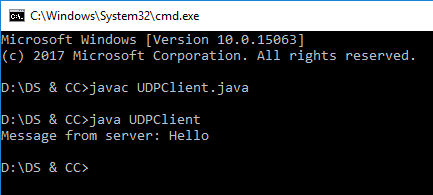 C:\Windows\System32\cmd.exe
Microsoft Windows [Version 10.0.15063]
(c) 2017 Microsoft Corporation. All rights reserved.
D:\DS & CC>javac UDPClient.java
D:\DS & CC>java UDPClient
Message from server: Hello
D:\DS & CC>